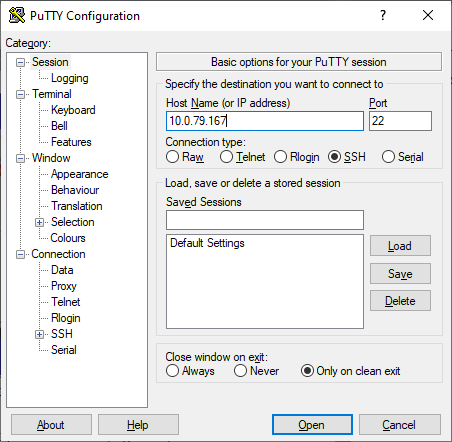 PuTTY Configuration
Category:
Session
Logging
Terminal
Keyboard
Bell
Features
Window
Appearance
Behaviour
Translation
Selection
Colours
Connection
Data
Proxy
Telnet
Rlogin
SSH
Serial
Basic options for your PuTTY session
Specify the destination you want to connect to
Host Name (or IP address) Port
10.0.79.167 22
Connection type:
Raw Telnet Rlogin SSH Serial
Load, save or delete a stored session
Saved Sessions
Default Settings
Load
Save
Delete
Close window on exit:
Always Never Only on clean exit
About Help Open Cancel